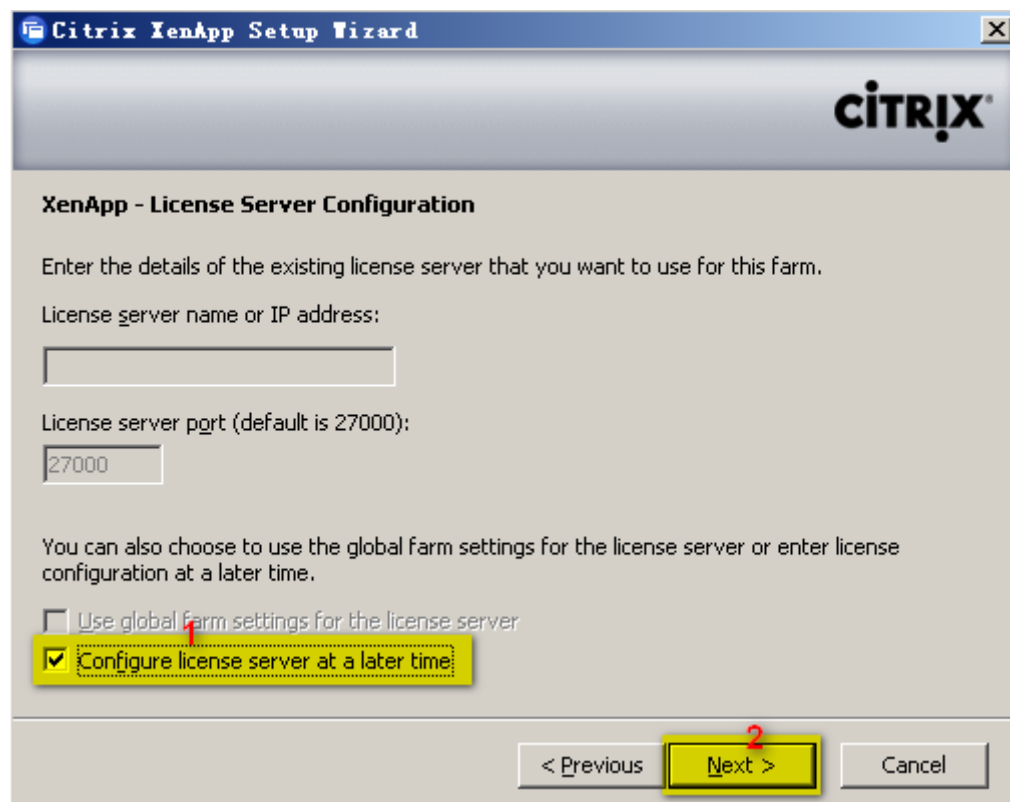 Citrix XenApp Setup Wizard
CITRIX
XenApp - License Server Configuration
Enter the details of the existing license server that you want to use for this farm.
License server name or IP address:
License server port (default is 27000):
27000
You can also choose to use the global farm settings for the license server or enter license
configuration at a later time.
Use global farm settings for the license server
1
Configure license server at a later time
2
< Previous
Next >
Cancel